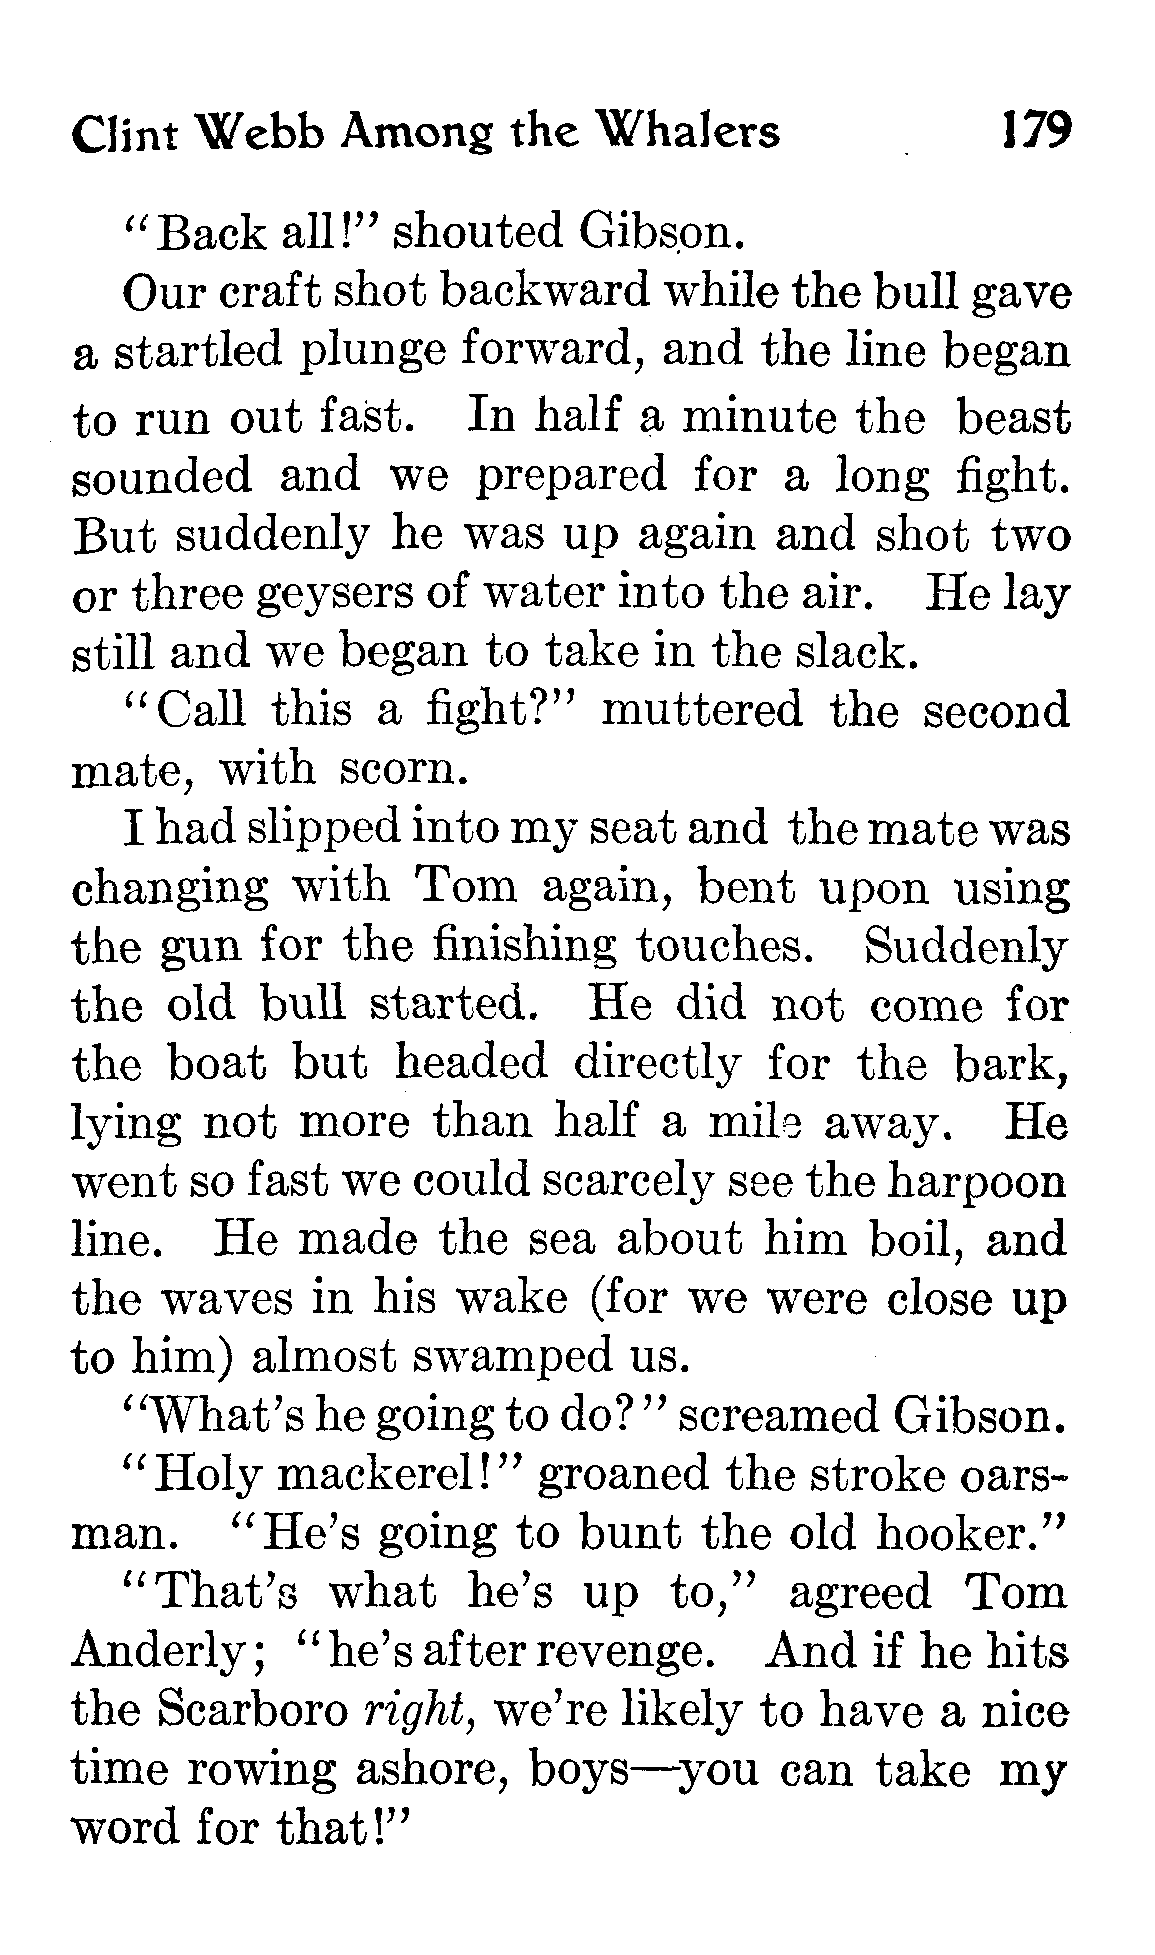 Clint Webb Among the Whalers 179
"Back all!" shouted Gibson.
Our craft shot backward while the bull gave
a startled plunge forward, and the line began
to run out fast. In half a minute the beast
sounded and we prepared for a long fight.
But suddenly he was up again and shot two
or three geysers of water into the air. He lay
still and we began to take in the slack.
"Call this a fight?" muttered the second
mate, with scorn.
I had slipped into my seat and the mate was
changing with Tom again, bent upon using
the gun for the finishing touches. Suddenly
the old bull started. He did not come for
the boat but headed directly for the bark,
lying not more than half a mile away. He
went so fast we could scarcely see the harpoon
line. He made the sea about him boil, and
the waves in his wake (for we were close up
to him) almost swamped us.
"What's he going to do?" screamed Gibson.
"Holy mackerel!" groaned the stroke oars-
man. "He's going to bunt the old hooker."
"That's what he's up to," agreed Tom
Anderly; "he's after revenge. And if he hits
the Scarboro right, we're likely to have a nice
time rowing ashore, boys—you can take my
word for that!"